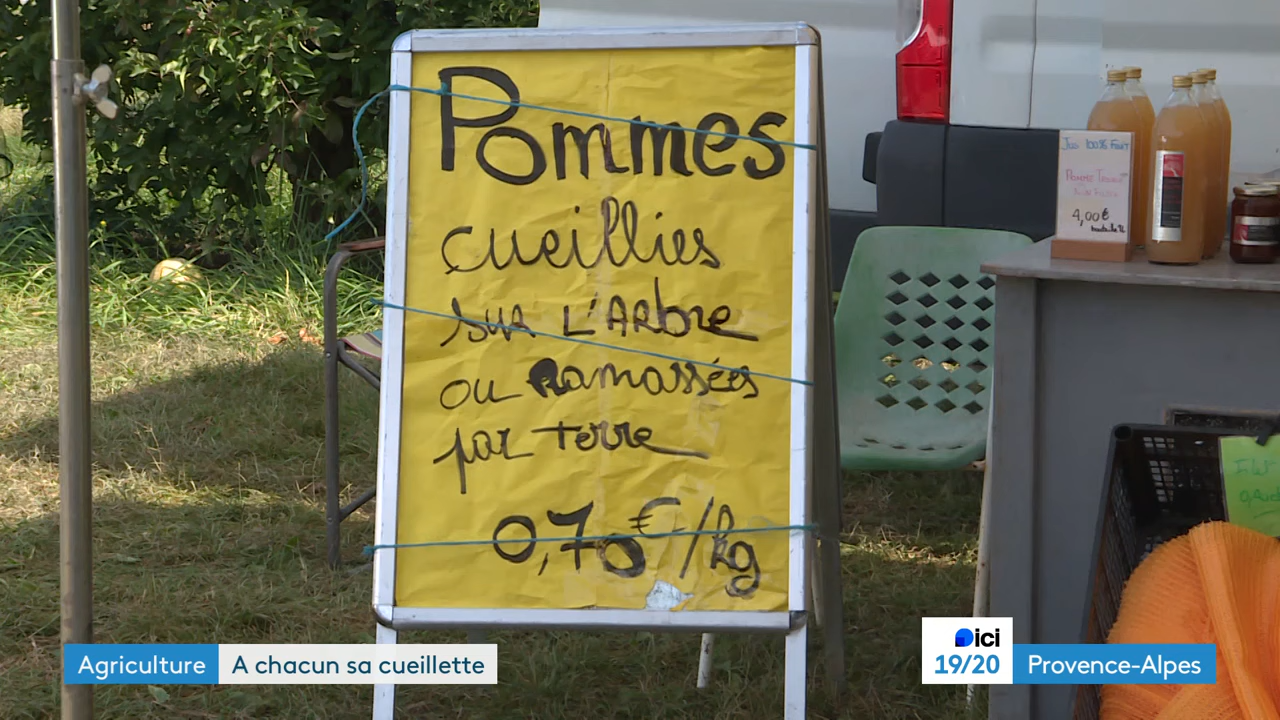 Pommes
cueillies
sur L'Arbre
ou Ramassées
par terre
0,70€/kg
Jus 100% Fruit
Pomme
4,00€
Agriculture
A chacun sa cueillette
ici
19/20
Provence-Alpes